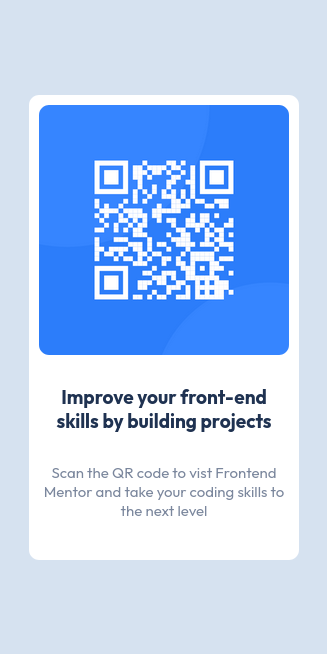 Improve your front-end
skills by building projects
Scan the QR code to vist Frontend
Mentor and take your coding skills to
the next level